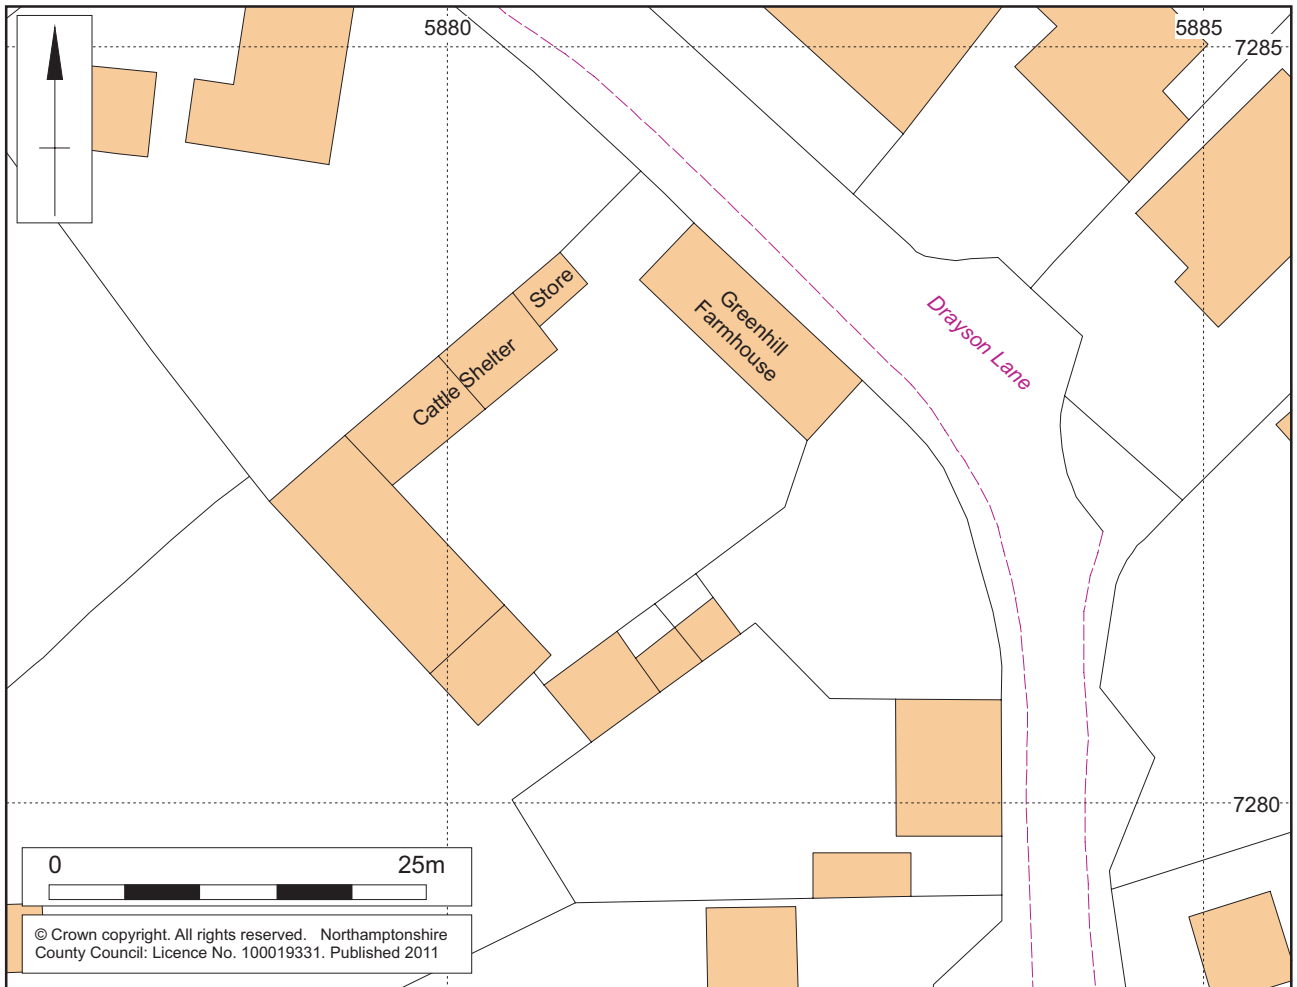 5880
5885
7285
Store
Cattle Shelter
Greenhill
Farmhouse
Drayson Lane
7280
0 25m
© Crown copyright. All rights reserved. Northamptonshire
County Council: Licence No. 100019331. Published 2011